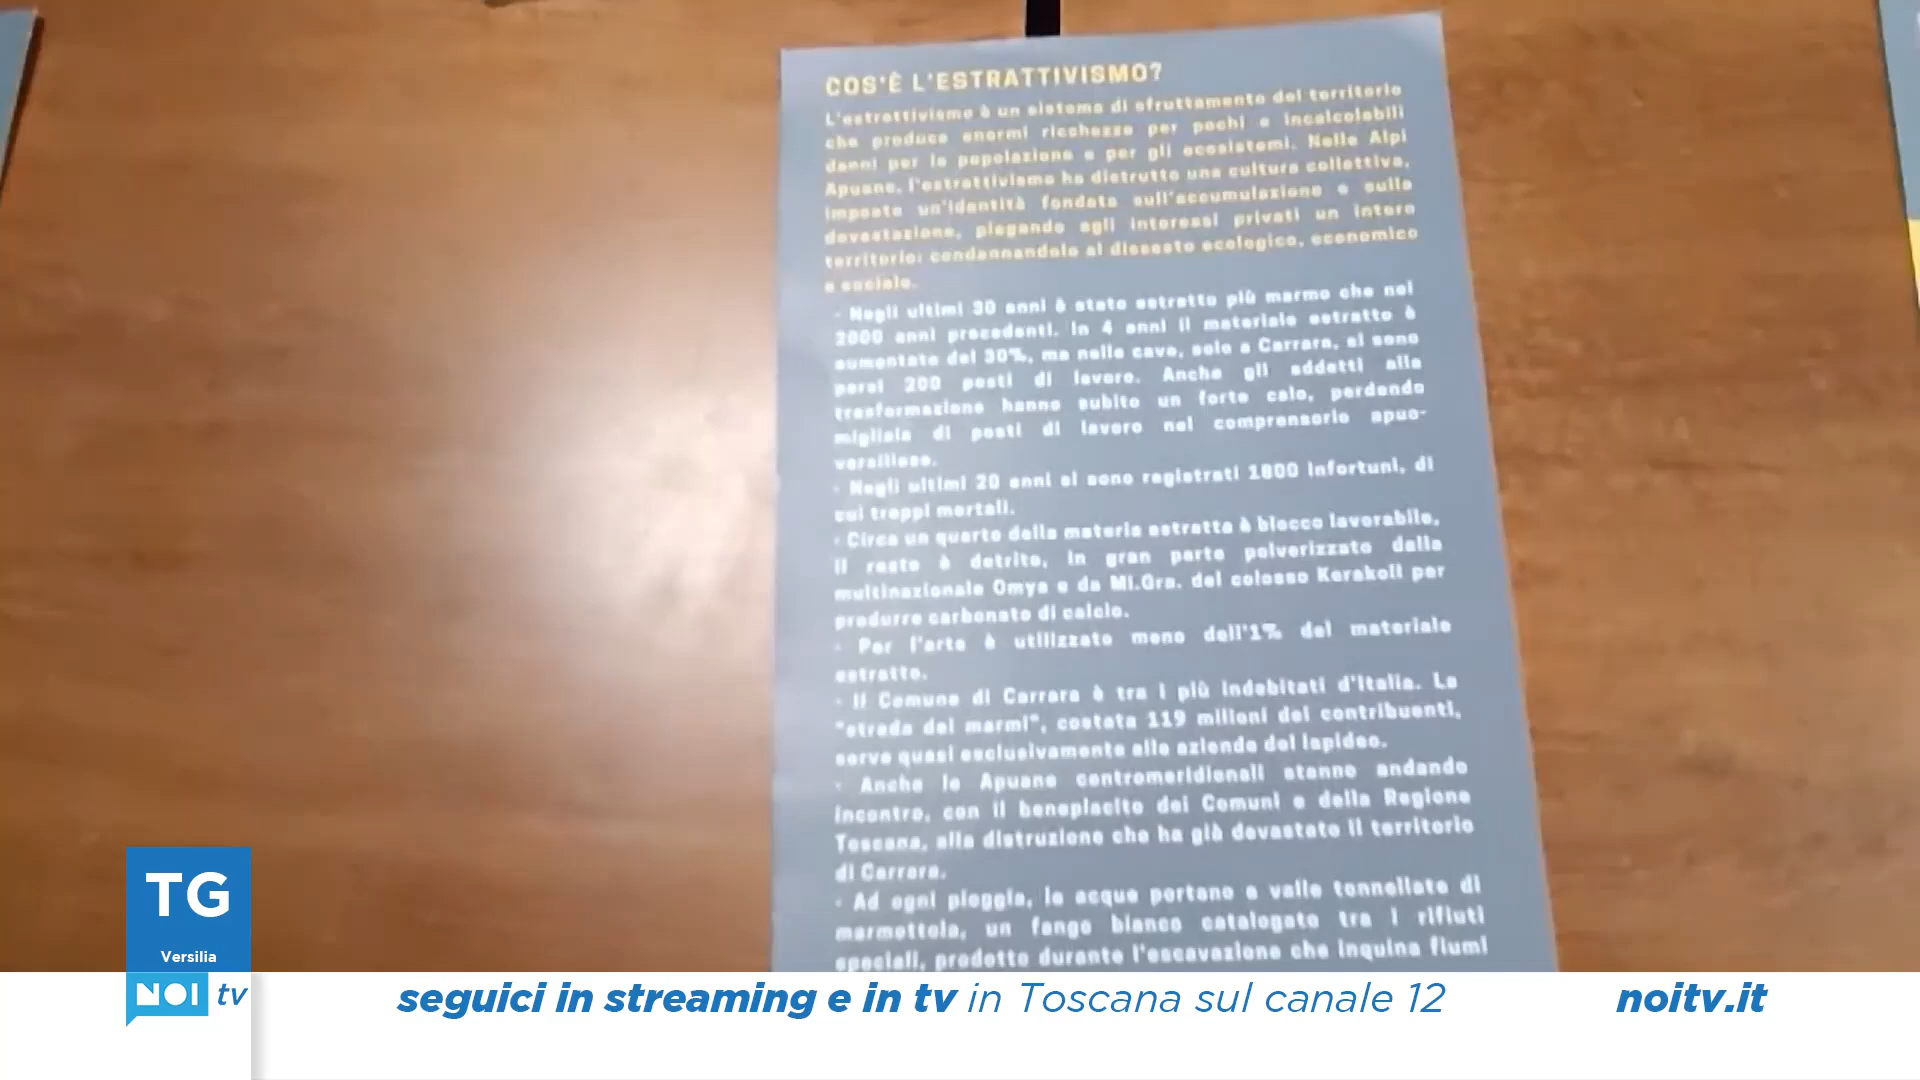 COS'È L'ESTRATTIVISMO?
L'estrattivismo è un sistema di sfruttamento del territorio
che produce enormi ricchezze per pochi e incalcolabili
danni per la popolazione e per gli ecosistemi. Nelle Alpi
Apuane, l'estrattivismo ha distrutto una cultura collettiva,
imposto un'identità fondata sull'accumulazione e sulla
devastazione, piegando agli interessi privati un intero
territorio: condannandolo al dissesto ecologico, economico
e sociale.
- Negli ultimi 30 anni è stato estratto più marmo che nei
2000 anni precedenti. In 4 anni il materiale estratto è
aumentato del 30%, ma nelle cave, solo a Carrara, si sono
persi 200 posti di lavoro. Anche gli addetti alla
trasformazione hanno subito un forte calo, perdendo
migliaia di posti di lavoro nel comprensorio apuo-
versiliese.
- Negli ultimi 20 anni si sono registrati 1800 infortuni, di
cui troppi mortali.
- Circa un quarto della materia estratta è blocco lavorabile,
il resto è detrito, in gran parte polverizzato dalla
multinazionale Omya e da Mi.Gra. del colosso Kerakoll per
produrre carbonato di calcio.
- Per l'arte è utilizzato meno dell'1% del materiale
estratto.
- Il Comune di Carrara è tra i più indebitati d'Italia. La
"strada dei marmi", costata 119 milioni dei contribuenti,
serve quasi esclusivamente alle aziende del lapideo.
- Anche le Apuane centromeridionali stanno andando
incontro, con il beneplacito dei Comuni e della Regione
Toscana, alla distruzione che ha già devastato il territorio
di Carrara.
- Ad ogni pioggia, le acque portano a valle tonnellate di
marmettola, un fango bianco catalogato tra i rifiuti
speciali, prodotto durante l'escavazione che inquina fiumi
TG
Versilia
NOI tv
seguici in streaming e in tv in Toscana sul canale 12
noitv.it